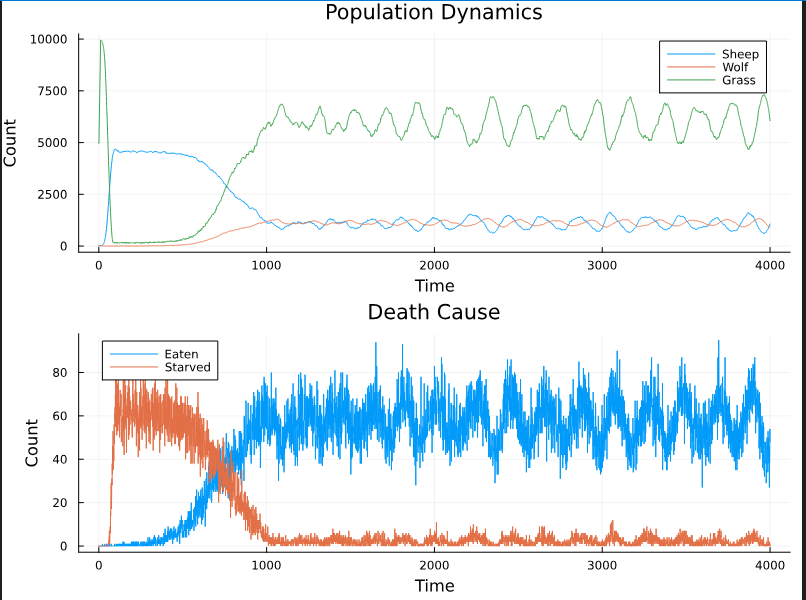 Population Dynamics
10000
7500
5000
2500
0
Count
Sheep
Wolf
Grass
0 1000 2000 3000 4000
Time
Death Cause
80
60
40
20
0
Count
Eaten
Starved
0 1000 2000 3000 4000
Time